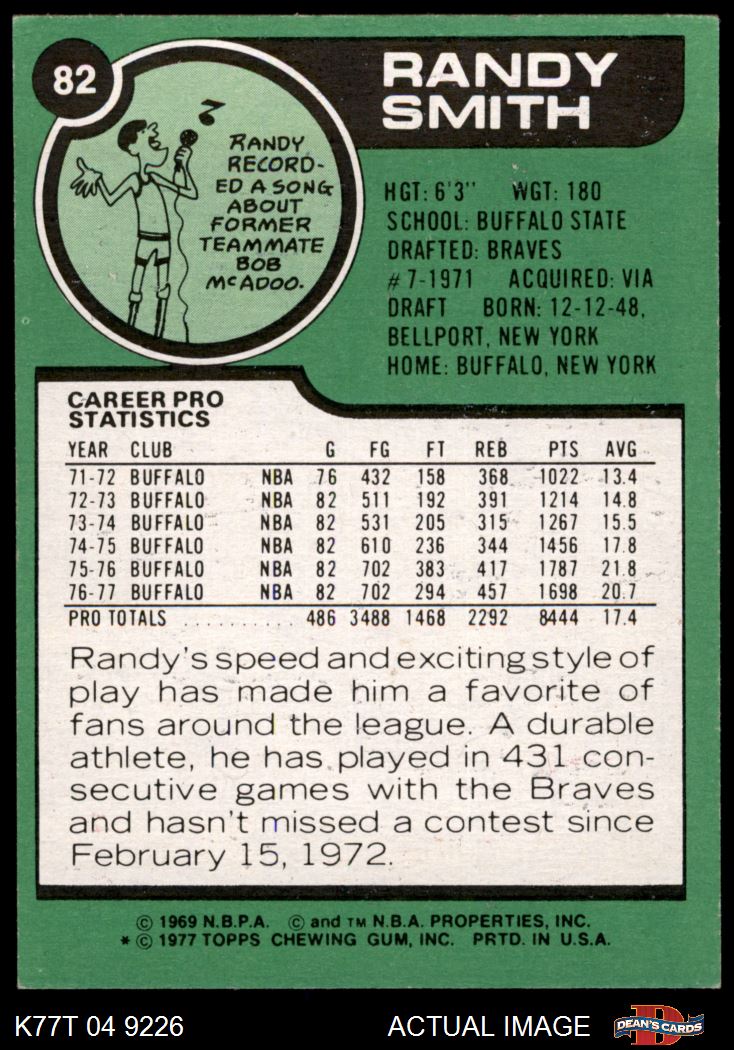 82
RANDY
SMITH
RANDY
RECORD-
ED A SONG
ABOUT
FORMER
TEAMMATE
BOB
McADOO.
HGT: 6'3" WGT: 180
SCHOOL: BUFFALO STATE
DRAFTED: BRAVES
#7-1971 ACQUIRED: VIA
DRAFT BORN: 12-12-48,
BELLPORT, NEW YORK
HOME: BUFFALO, NEW YORK
CAREER PRO
STATISTICS
YEAR CLUB G FG FT REB PTS AVG
71-72 BUFFALO NBA 76 432 158 368 1022 13.4
72-73 BUFFALO NBA 82 511 192 391 1214 14.8
73-74 BUFFALO NBA 82 531 205 315 1267 15.5
74-75 BUFFALO NBA 82 610 236 344 1456 17.8
75-76 BUFFALO NBA 82 702 383 417 1787 21.8
76-77 BUFFALO NBA 82 702 294 457 1698 20.7
PRO TOTALS .......... 486 3488 1468 2292 8444 17.4
Randy's speed and exciting style of
play has made him a favorite of
fans around the league. A durable
athlete, he has played in 431 con-
secutive games with the Braves
and hasn't missed a contest since
February 15, 1972.
© 1969 N.B.P.A. © and TM N.B.A. PROPERTIES, INC.
* © 1977 TOPPS CHEWING GUM, INC. PRTD. IN U.S.A.
K77T 04 9226 ACTUAL IMAGE DEAN'S CARDS